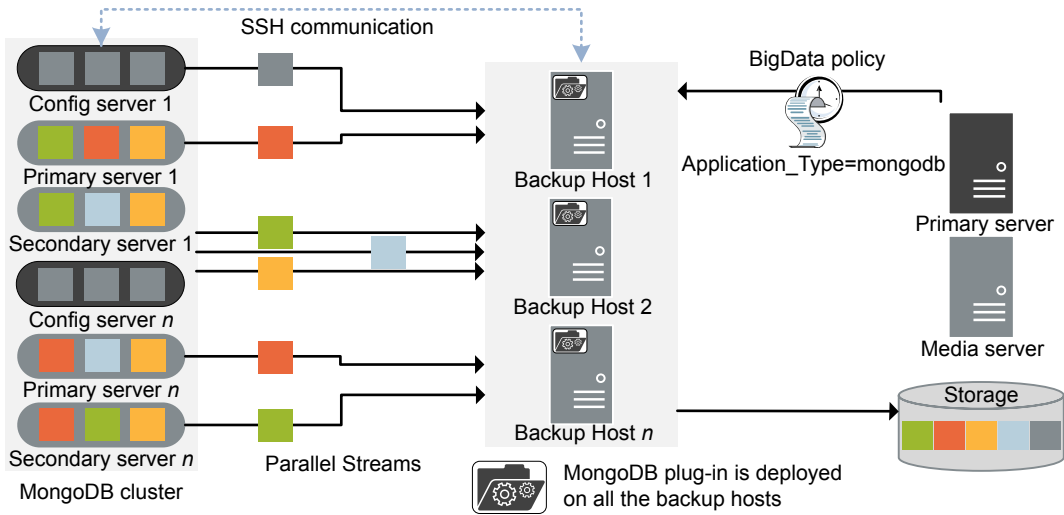 SSH communication
Config server 1
Primary server 1
Secondary server 1
Config server n
Primary server n
Secondary server n
MongoDB cluster
Parallel Streams
Backup Host 1
Backup Host 2
Backup Host n
MongoDB plug-in is deployed
on all the backup hosts
BigData policy
Application_Type=mongodb
Primary server
Media server
Storage